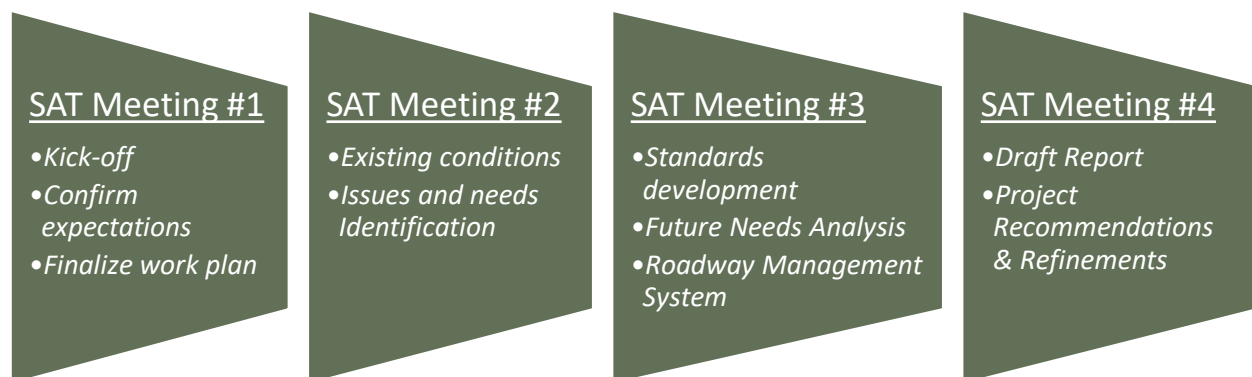 SAT Meeting #1
•Kick-off
•Confirm
expectations
•Finalize work plan
SAT Meeting #2
•Existing conditions
•Issues and needs
Identification
SAT Meeting #3
•Standards
development
•Future Needs Analysis
•Roadway Management
System
SAT Meeting #4
•Draft Report
•Project
Recommendations
& Refinements